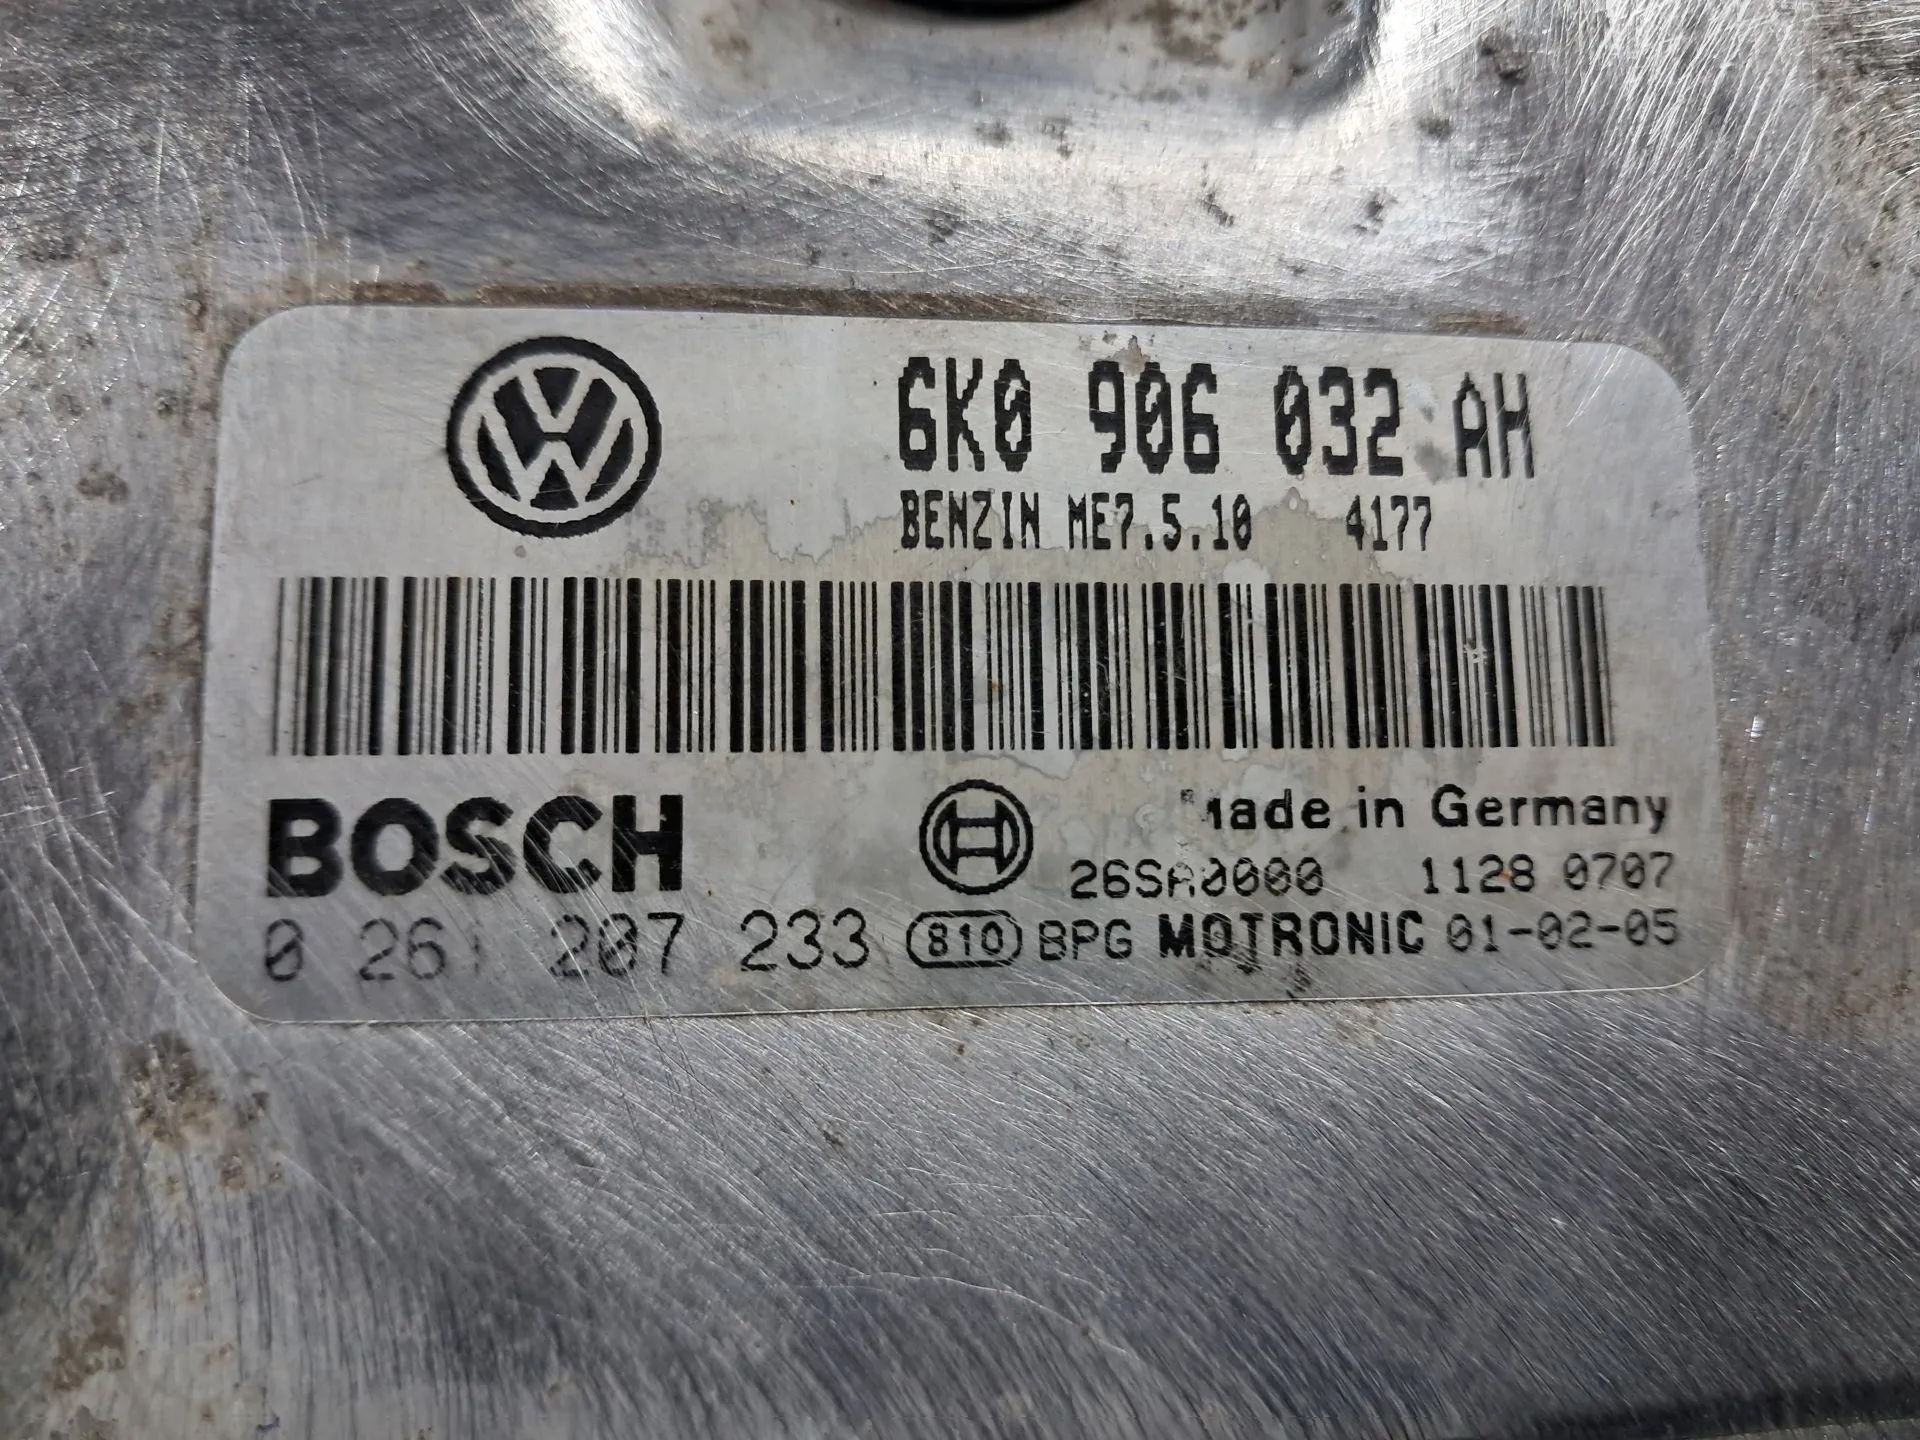 6K0 906 032 AH
BENZIN ME7.5.10 4177
BOSCH
Made in Germany
26SA0000 1128 0707
0 261 207 233 810 BPG MOTRONIC 01-02-05